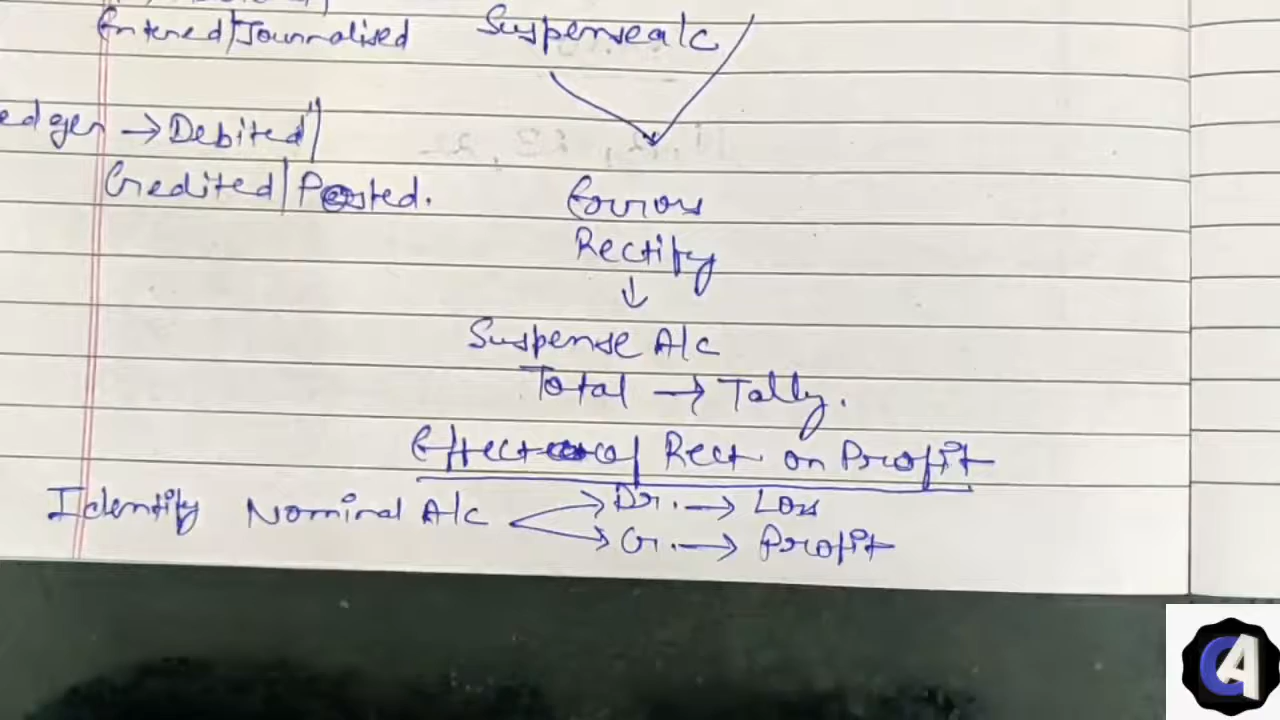 Entered/Journalised
Suspense a/c
edger → Debited/
Credited/Posted.
Errors
Rectify
↓
Suspense A/c
Total → Tally.
Effect of Rect on Profit
Identify Nominal A/c
Dr. → Loss
Cr. → Profit
CA